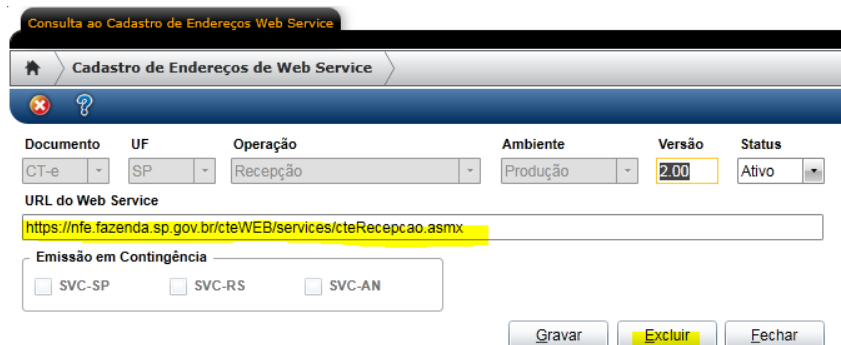 Consulta ao Cadastro de Endereços Web Service
Cadastro de Endereços de Web Service
Documento UF Operação Ambiente Versão Status
CT-e SP Recepção Produção 2.00 Ativo
URL do Web Service
https://nfe.fazenda.sp.gov.br/cteWEB/services/cteRecepcao.asmx
Emissão em Contingência
SVC-SP SVC-RS SVC-AN
Gravar Excluir Fechar